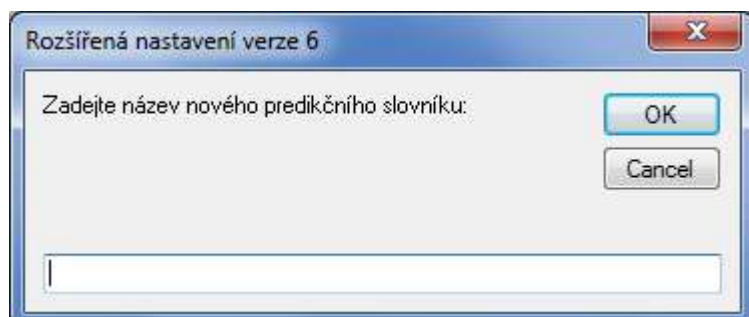 Rozšířená nastavení verze 6
Zadejte název nového predikčního slovníku:
OK
Cancel